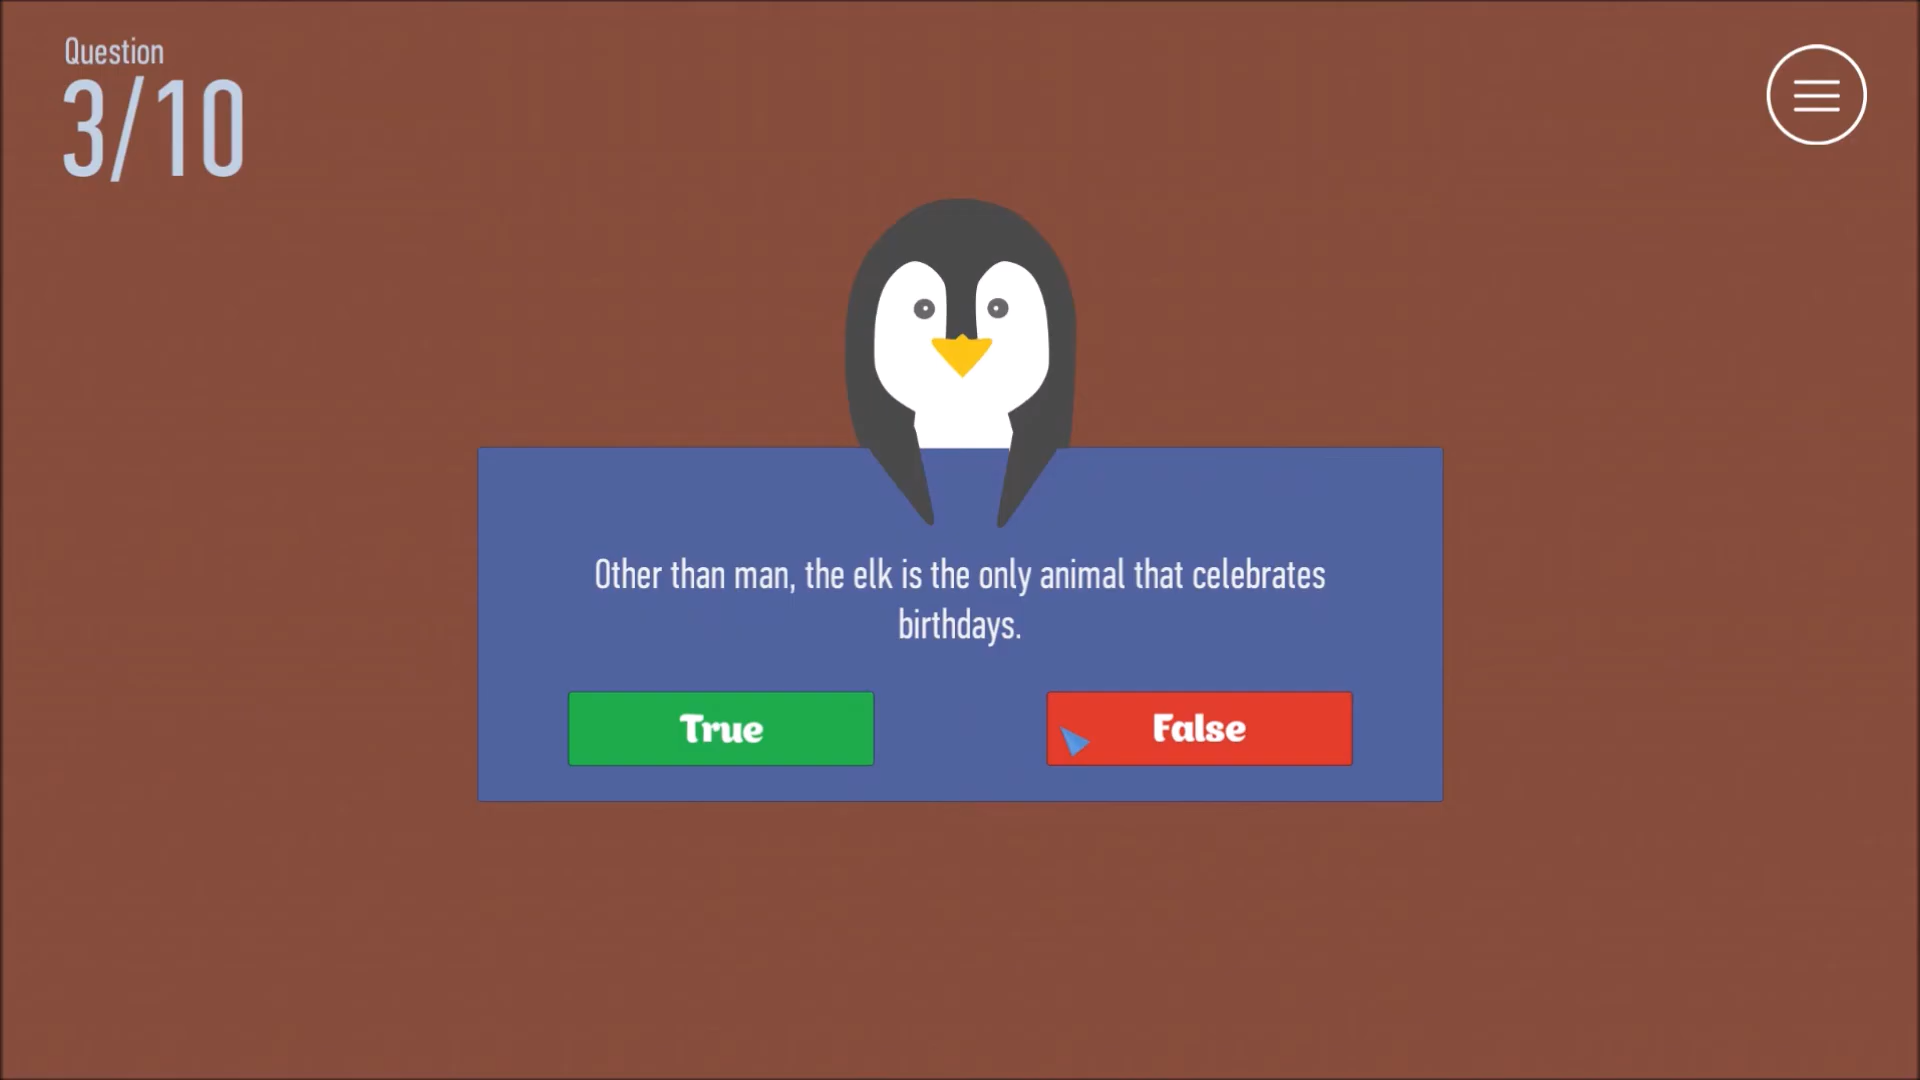 Question
3/10
Other than man, the elk is the only animal that celebrates
birthdays.
True
False